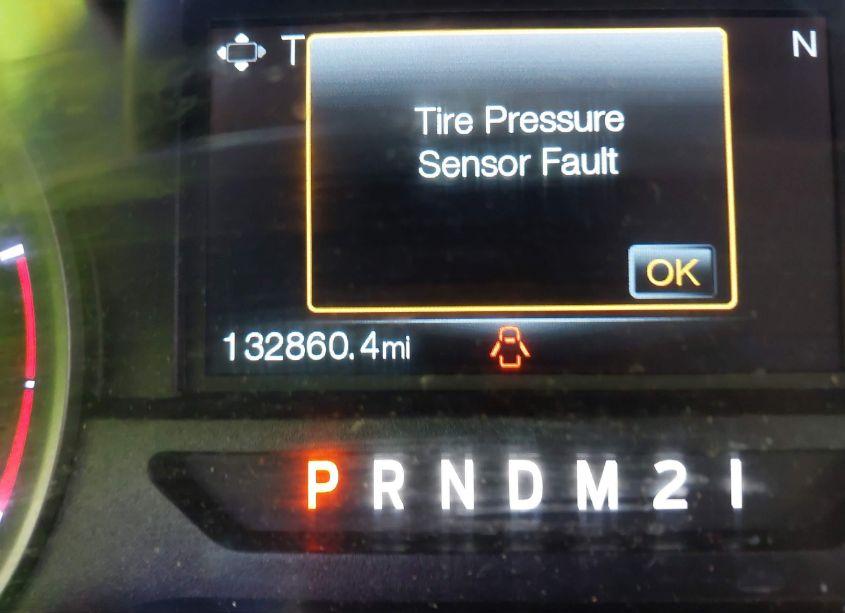 T
N
Tire Pressure
Sensor Fault
OK
132860.4mi
P R N D M 2 1